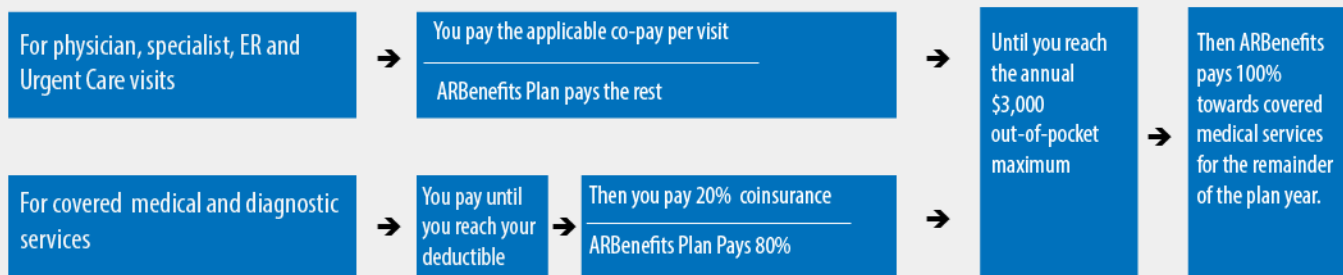 For physician, specialist, ER and
Urgent Care visits
You pay the applicable co-pay per visit
ARBenefits Plan pays the rest
For covered medical and diagnostic
services
You pay until
you reach your
deductible
Then you pay 20% coinsurance
ARBenefits Plan Pays 80%
Until you reach
the annual
$3,000
out-of-pocket
maximum
Then ARBenefits
pays 100%
towards covered
medical services
for the remainder
of the plan year.